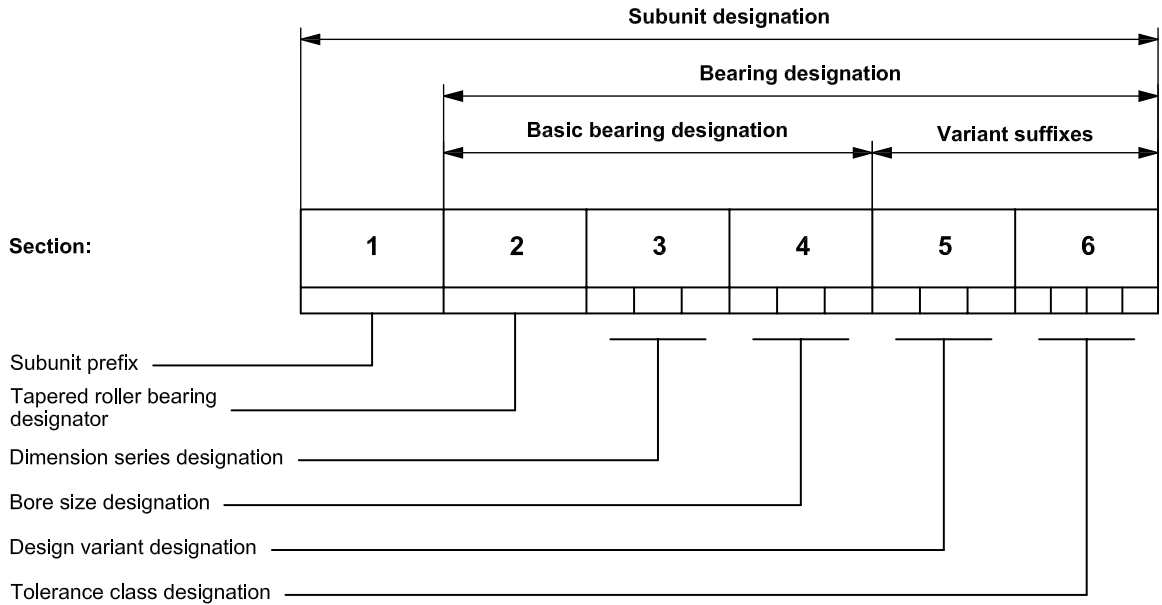 Subunit designation
Bearing designation
Basic bearing designation
Variant suffixes
Section:
1
2
3
4
5
6
Subunit prefix
Tapered roller bearing
designator
Dimension series designation
Bore size designation
Design variant designation
Tolerance class designation